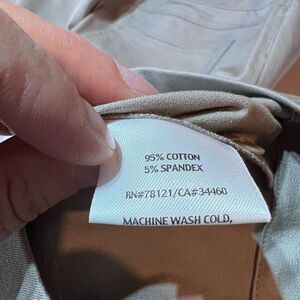 95% COTTON
5% SPANDEX
RN#78121/CA#34460
MACHINE WASH COLD,